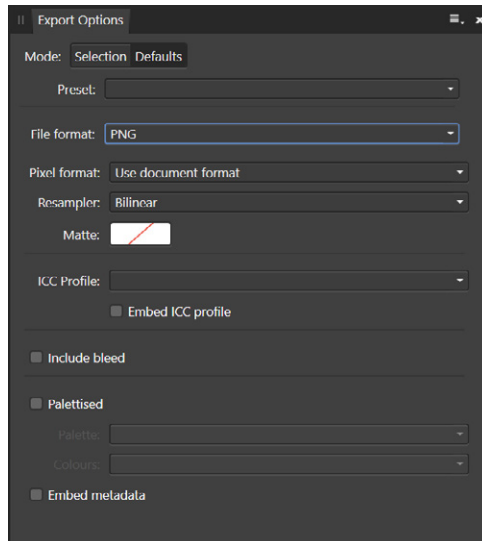 Export Options
Mode: Selection Defaults
Preset:
File format: PNG
Pixel format: Use document format
Resampler: Bilinear
Matte:
ICC Profile:
Embed ICC profile
Include bleed
Palettised
Palette:
Colours:
Embed metadata